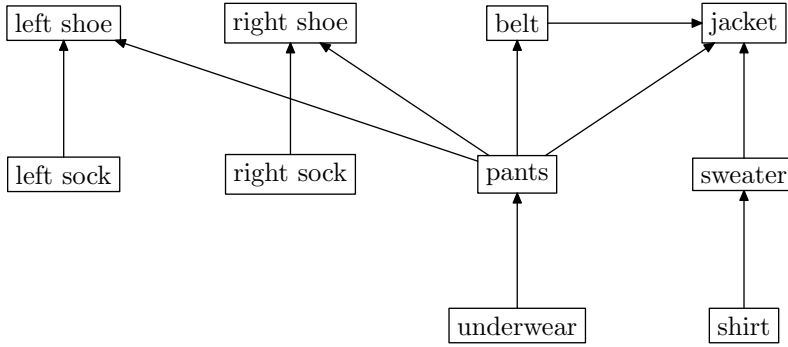 left shoe
right shoe
belt
jacket
left sock
right sock
pants
sweater
underwear
shirt